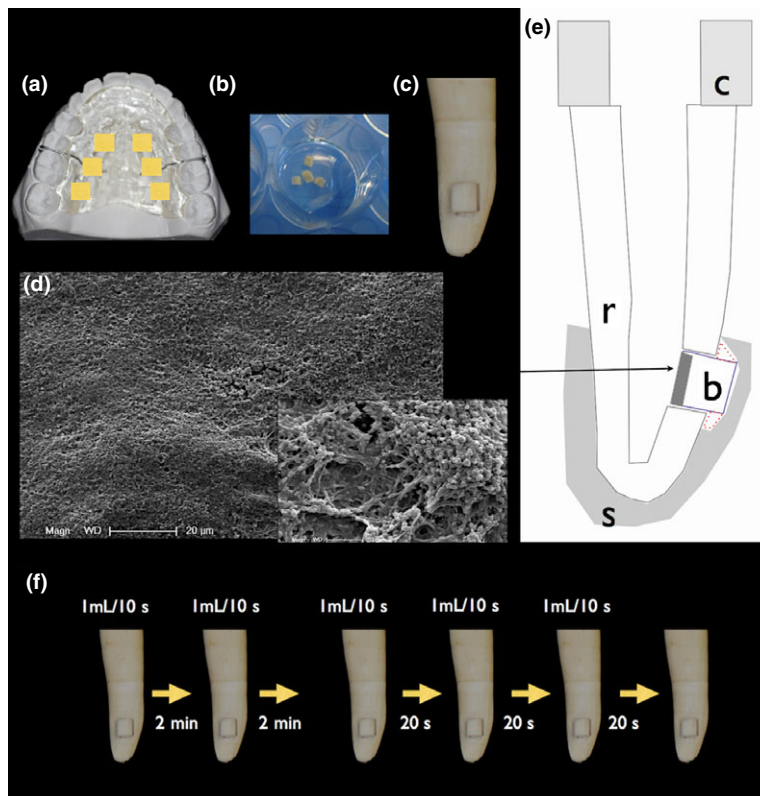 (a)
(b)
(c)
(e)
c
(d)
r
b
s
Magn WD 20 µm
(f)
1mL/10 s 1mL/10 s 1mL/10 s 1mL/10 s 1mL/10 s
2 min 2 min 20 s 20 s 20 s